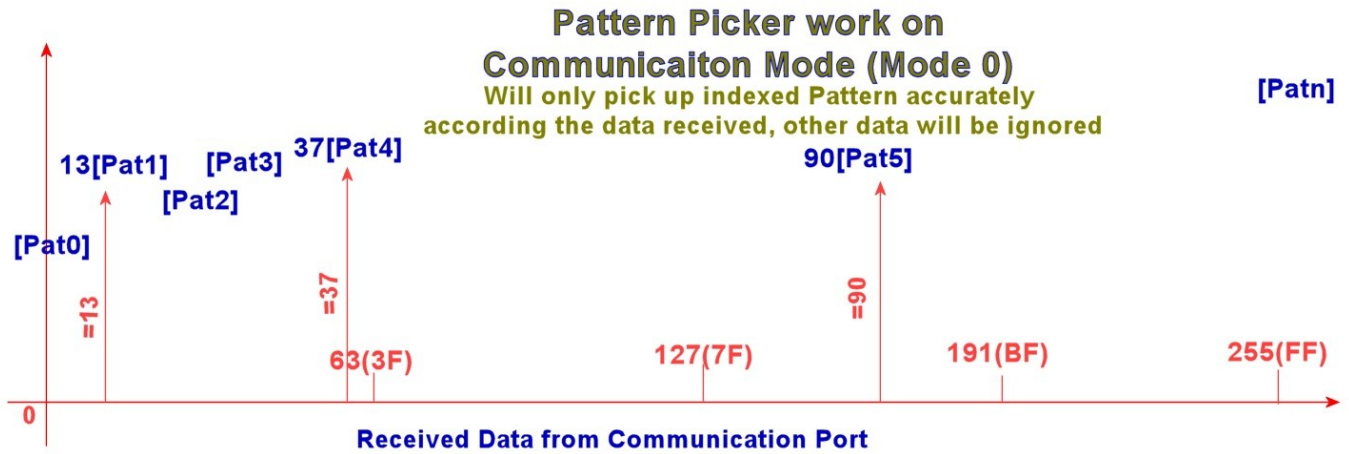 Pattern Picker work on
Communicaiton Mode (Mode 0)
Will only pick up indexed Pattern accurately
according the data received, other data will be ignored
[Patn]
13[Pat1]
[Pat3]
37[Pat4]
90[Pat5]
[Pat2]
[Pat0]
=13
=37
=90
63(3F)
127(7F)
191(BF)
255(FF)
0
Received Data from Communication Port